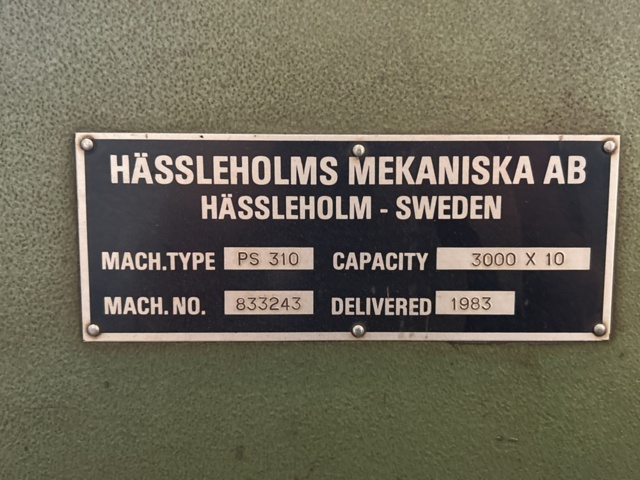 HÄSSLEHOLMS MEKANISKA AB
HÄSSLEHOLM - SWEDEN
MACH.TYPE PS 310 CAPACITY 3000 X 10
MACH.NO. 833243 DELIVERED 1983